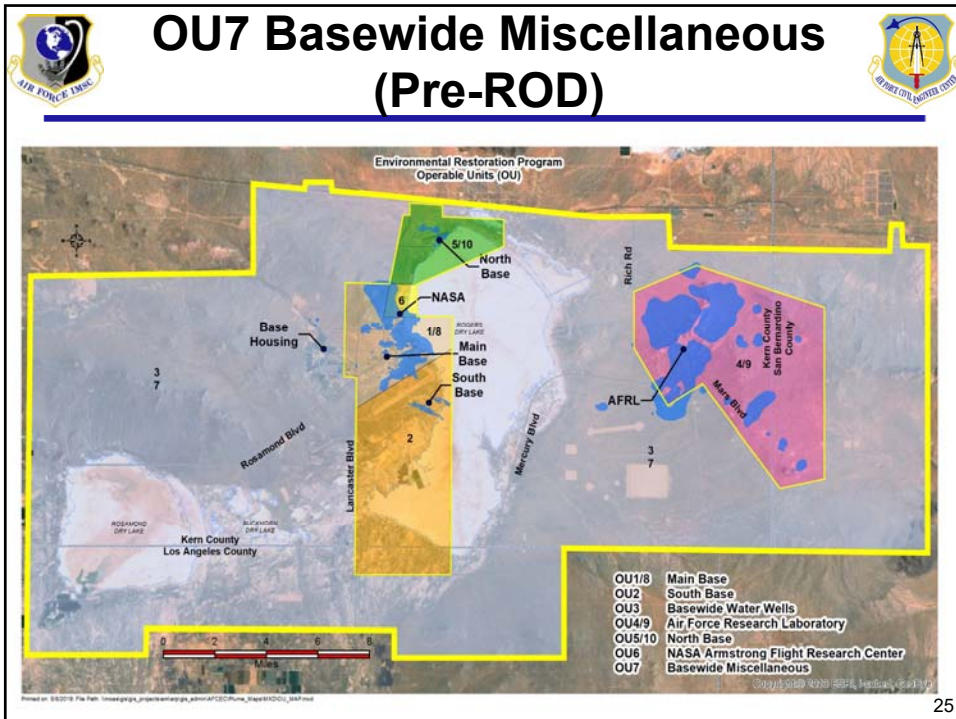 OU7 Basewide Miscellaneous
(Pre-ROD)
AIR FORCE IMSC
AIR FORCE CIVIL ENGINEER CENTER
Environmental Restoration Program
Operable Units (OU)
5/10
North
Base
6
NASA
1/8
ROGERS
DRY LAKE
Base
Housing
Main
Base
South
Base
3
7
2
Rosamond Blvd
Lancaster Blvd
Mercury Blvd
Rich Rd
Kern County
San Bernardino
County
4/9
Mars Blvd
AFRL
3
7
ROSAMOND
DRY LAKE
BUCKHORN
DRY LAKE
Kern County
Los Angeles County
0 2 4 6 8
Miles
OU1/8 Main Base
OU2 South Base
OU3 Basewide Water Wells
OU4/9 Air Force Research Laboratory
OU5/10 North Base
OU6 NASA Armstrong Flight Research Center
OU7 Basewide Miscellaneous
25